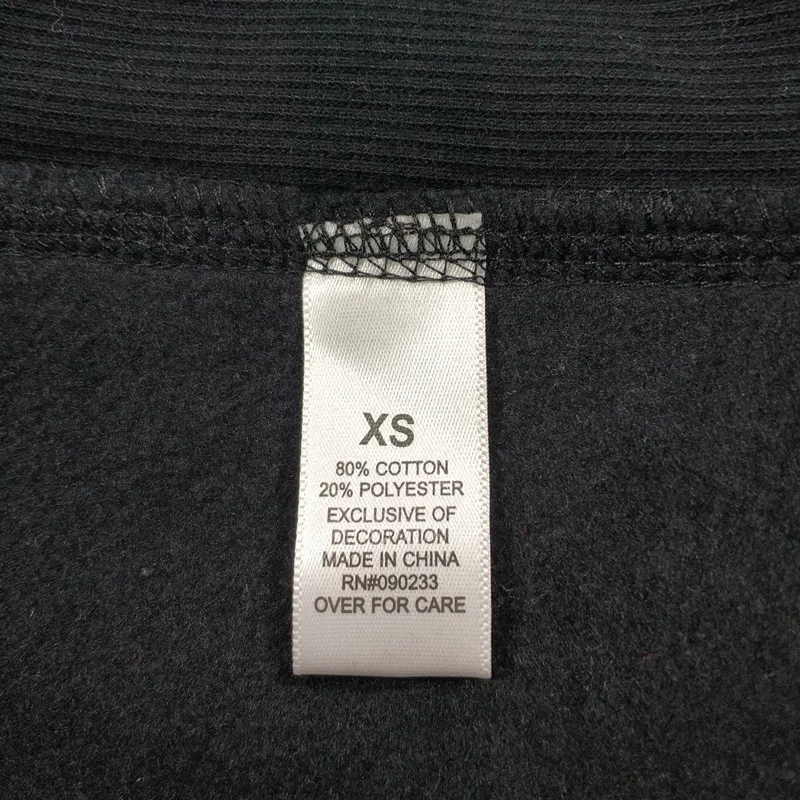 XS
80% COTTON
20% POLYESTER
EXCLUSIVE OF
DECORATION
MADE IN CHINA
RN#090233
OVER FOR CARE